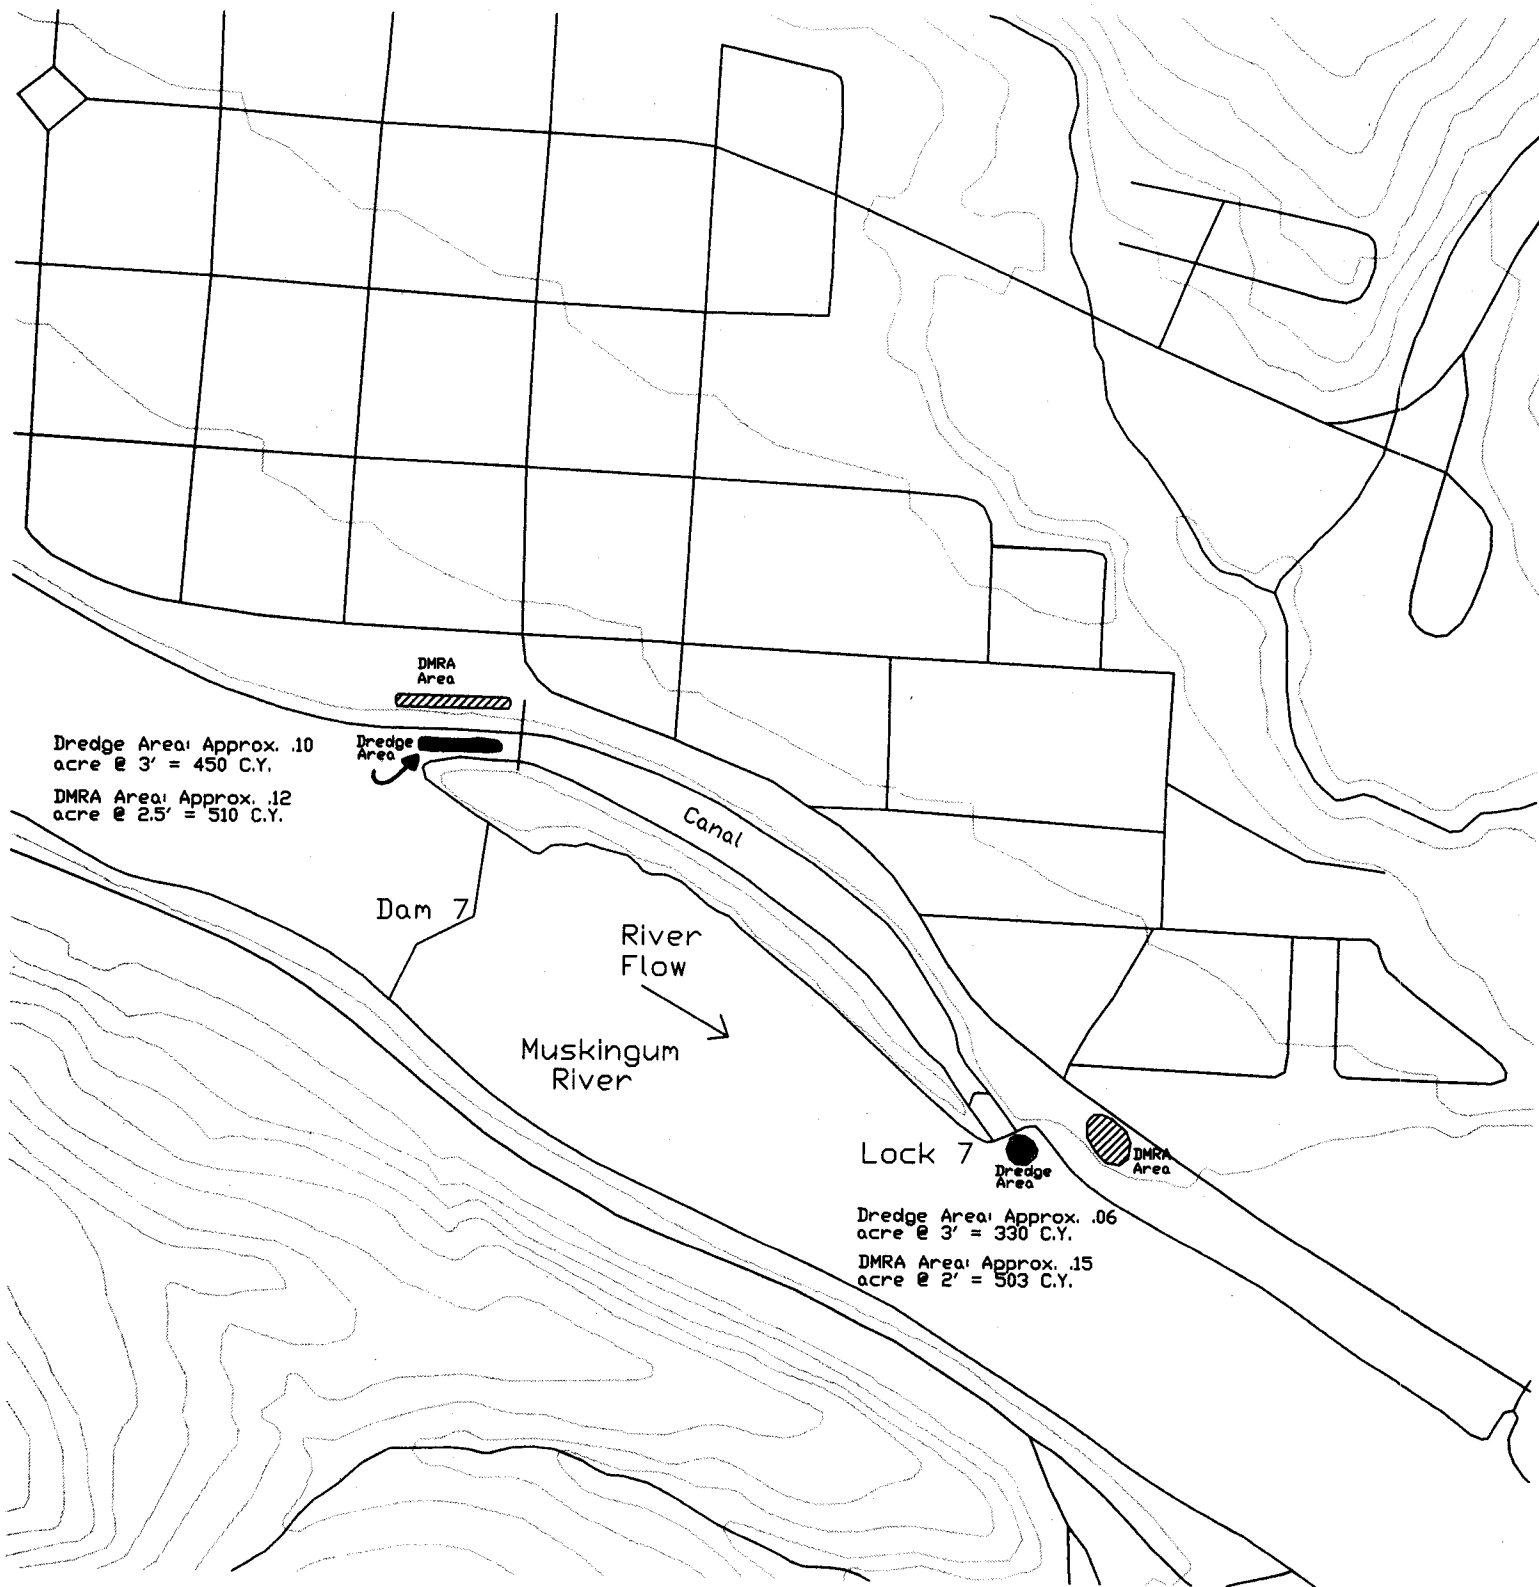 DMRA
Area
Dredge
Area
Dredge Area: Approx. .10
acre @ 3' = 450 C.Y.
DMRA Area: Approx. .12
acre @ 2.5' = 510 C.Y.
Canal
Dam 7
River
Flow
Muskingum
River
Lock 7
Dredge
Area
DMRA
Area
Dredge Area: Approx. .06
acre @ 3' = 330 C.Y.
DMRA Area: Approx. .15
acre @ 2' = 503 C.Y.